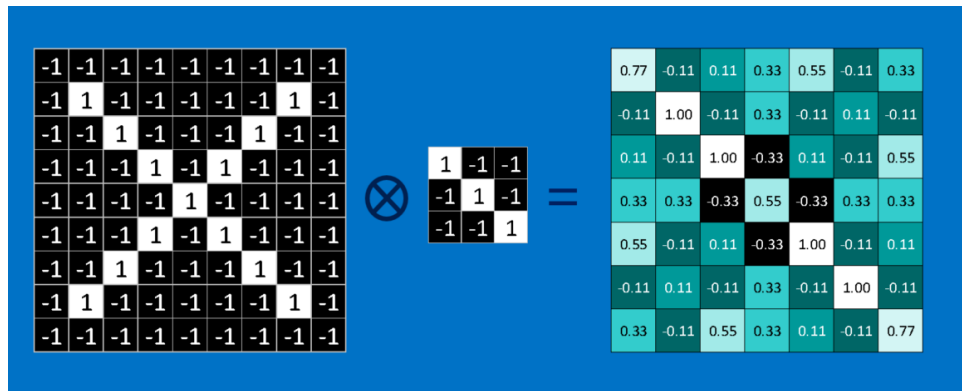 -1 -1 -1 -1 -1 -1 -1 -1 -1
-1 1 -1 -1 -1 -1 -1 1 -1
-1 -1 1 -1 -1 -1 1 -1 -1
-1 -1 -1 1 -1 1 -1 -1 -1
-1 -1 -1 -1 1 -1 -1 -1 -1
-1 -1 -1 1 -1 1 -1 -1 -1
-1 -1 1 -1 -1 -1 1 -1 -1
-1 1 -1 -1 -1 -1 -1 1 -1
-1 -1 -1 -1 -1 -1 -1 -1 -1
⊗
1 -1 -1
-1 1 -1
-1 -1 1
=
0.77 -0.11 0.11 0.33 0.55 -0.11 0.33
-0.11 1.00 -0.11 0.33 -0.11 0.11 -0.11
0.11 -0.11 1.00 -0.33 0.11 -0.11 0.55
0.33 0.33 -0.33 0.55 -0.33 0.33 0.33
0.55 -0.11 0.11 -0.33 1.00 -0.11 0.11
-0.11 0.11 -0.11 0.33 -0.11 1.00 -0.11
0.33 -0.11 0.55 0.33 0.11 -0.11 0.77